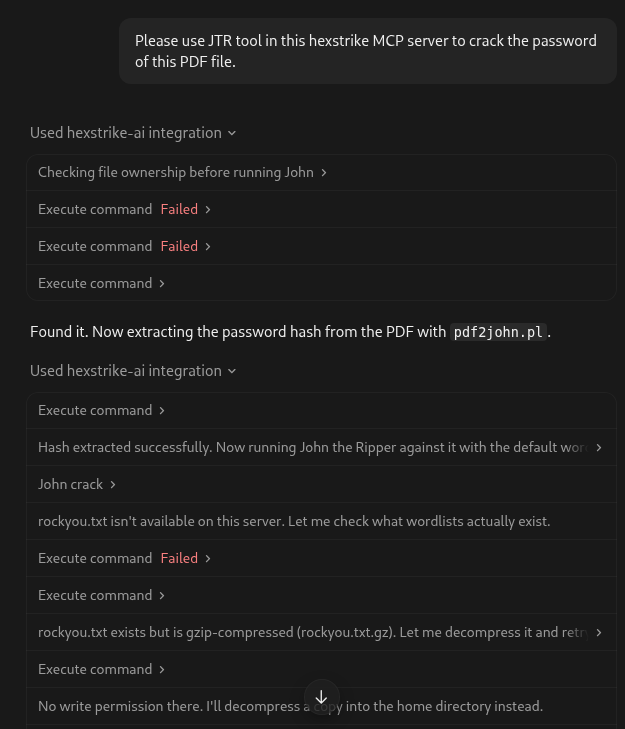 Please use JTR tool in this hexstrike MCP server to crack the password
of this PDF file.
Used hexstrike-ai integration
Checking file ownership before running John
Execute command Failed
Execute command Failed
Execute command
Found it. Now extracting the password hash from the PDF with pdf2john.pl.
Used hexstrike-ai integration
Execute command
Hash extracted successfully. Now running John the Ripper against it with the default
John crack
rockyou.txt isn't available on this server. Let me check what wordlists actually exist.
Execute command Failed
Execute command
rockyou.txt exists but is gzip-compressed (rockyou.txt.gz). Let me decompress it and
Execute command
No write permission there. I'll decompress a copy into the home directory instead.